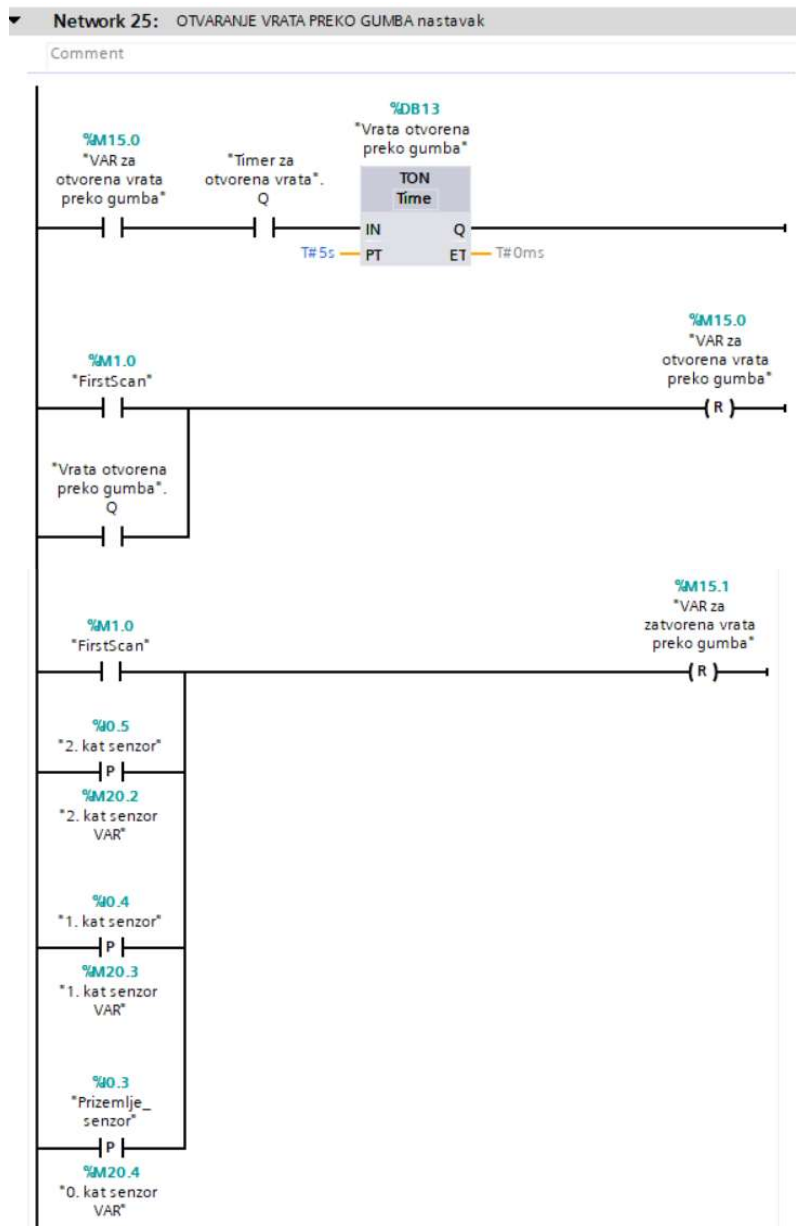 Network 25: OTVARANJE VRATA PREKO GUMBA nastavak
Comment
%DB13
"Vrata otvorena
preko gumba"
%M15.0
"VAR za
otvorena vrata
preko gumba"
"Timer za
otvorena vrata".
Q
TON
Time
IN
Q
T#5s
PT
ET
T#0ms
%M15.0
"VAR za
otvorena vrata
preko gumba"
%M1.0
"FirstScan"
R
"Vrata otvorena
preko gumba".
Q
%M15.1
"VAR za
zatvorena vrata
preko gumba"
%M1.0
"FirstScan"
R
%I0.5
"2. kat senzor"
P
%M20.2
"2. kat senzor
VAR"
%I0.4
"1. kat senzor"
P
%M20.3
"1. kat senzor
VAR"
%I0.3
"Prizemlje_
senzor"
P
%M20.4
"0. kat senzor
VAR"